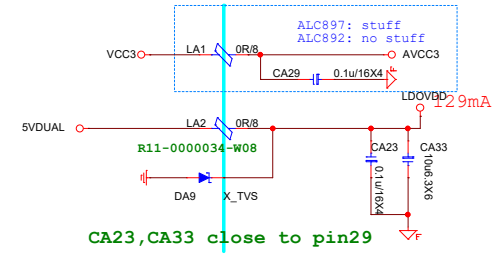 ALC897: stuff
ALC892: no stuff
VCC3
LA1
0R/8
AVCC3
CA29
0.1u/16X4
LDOVDD
129mA
5VDUAL
LA2
0R/8
R11-0000034-W08
CA23
CA33
0.1u/16X4
10u6.3X6
DA9
X_TVS
CA23,CA33 close to pin29